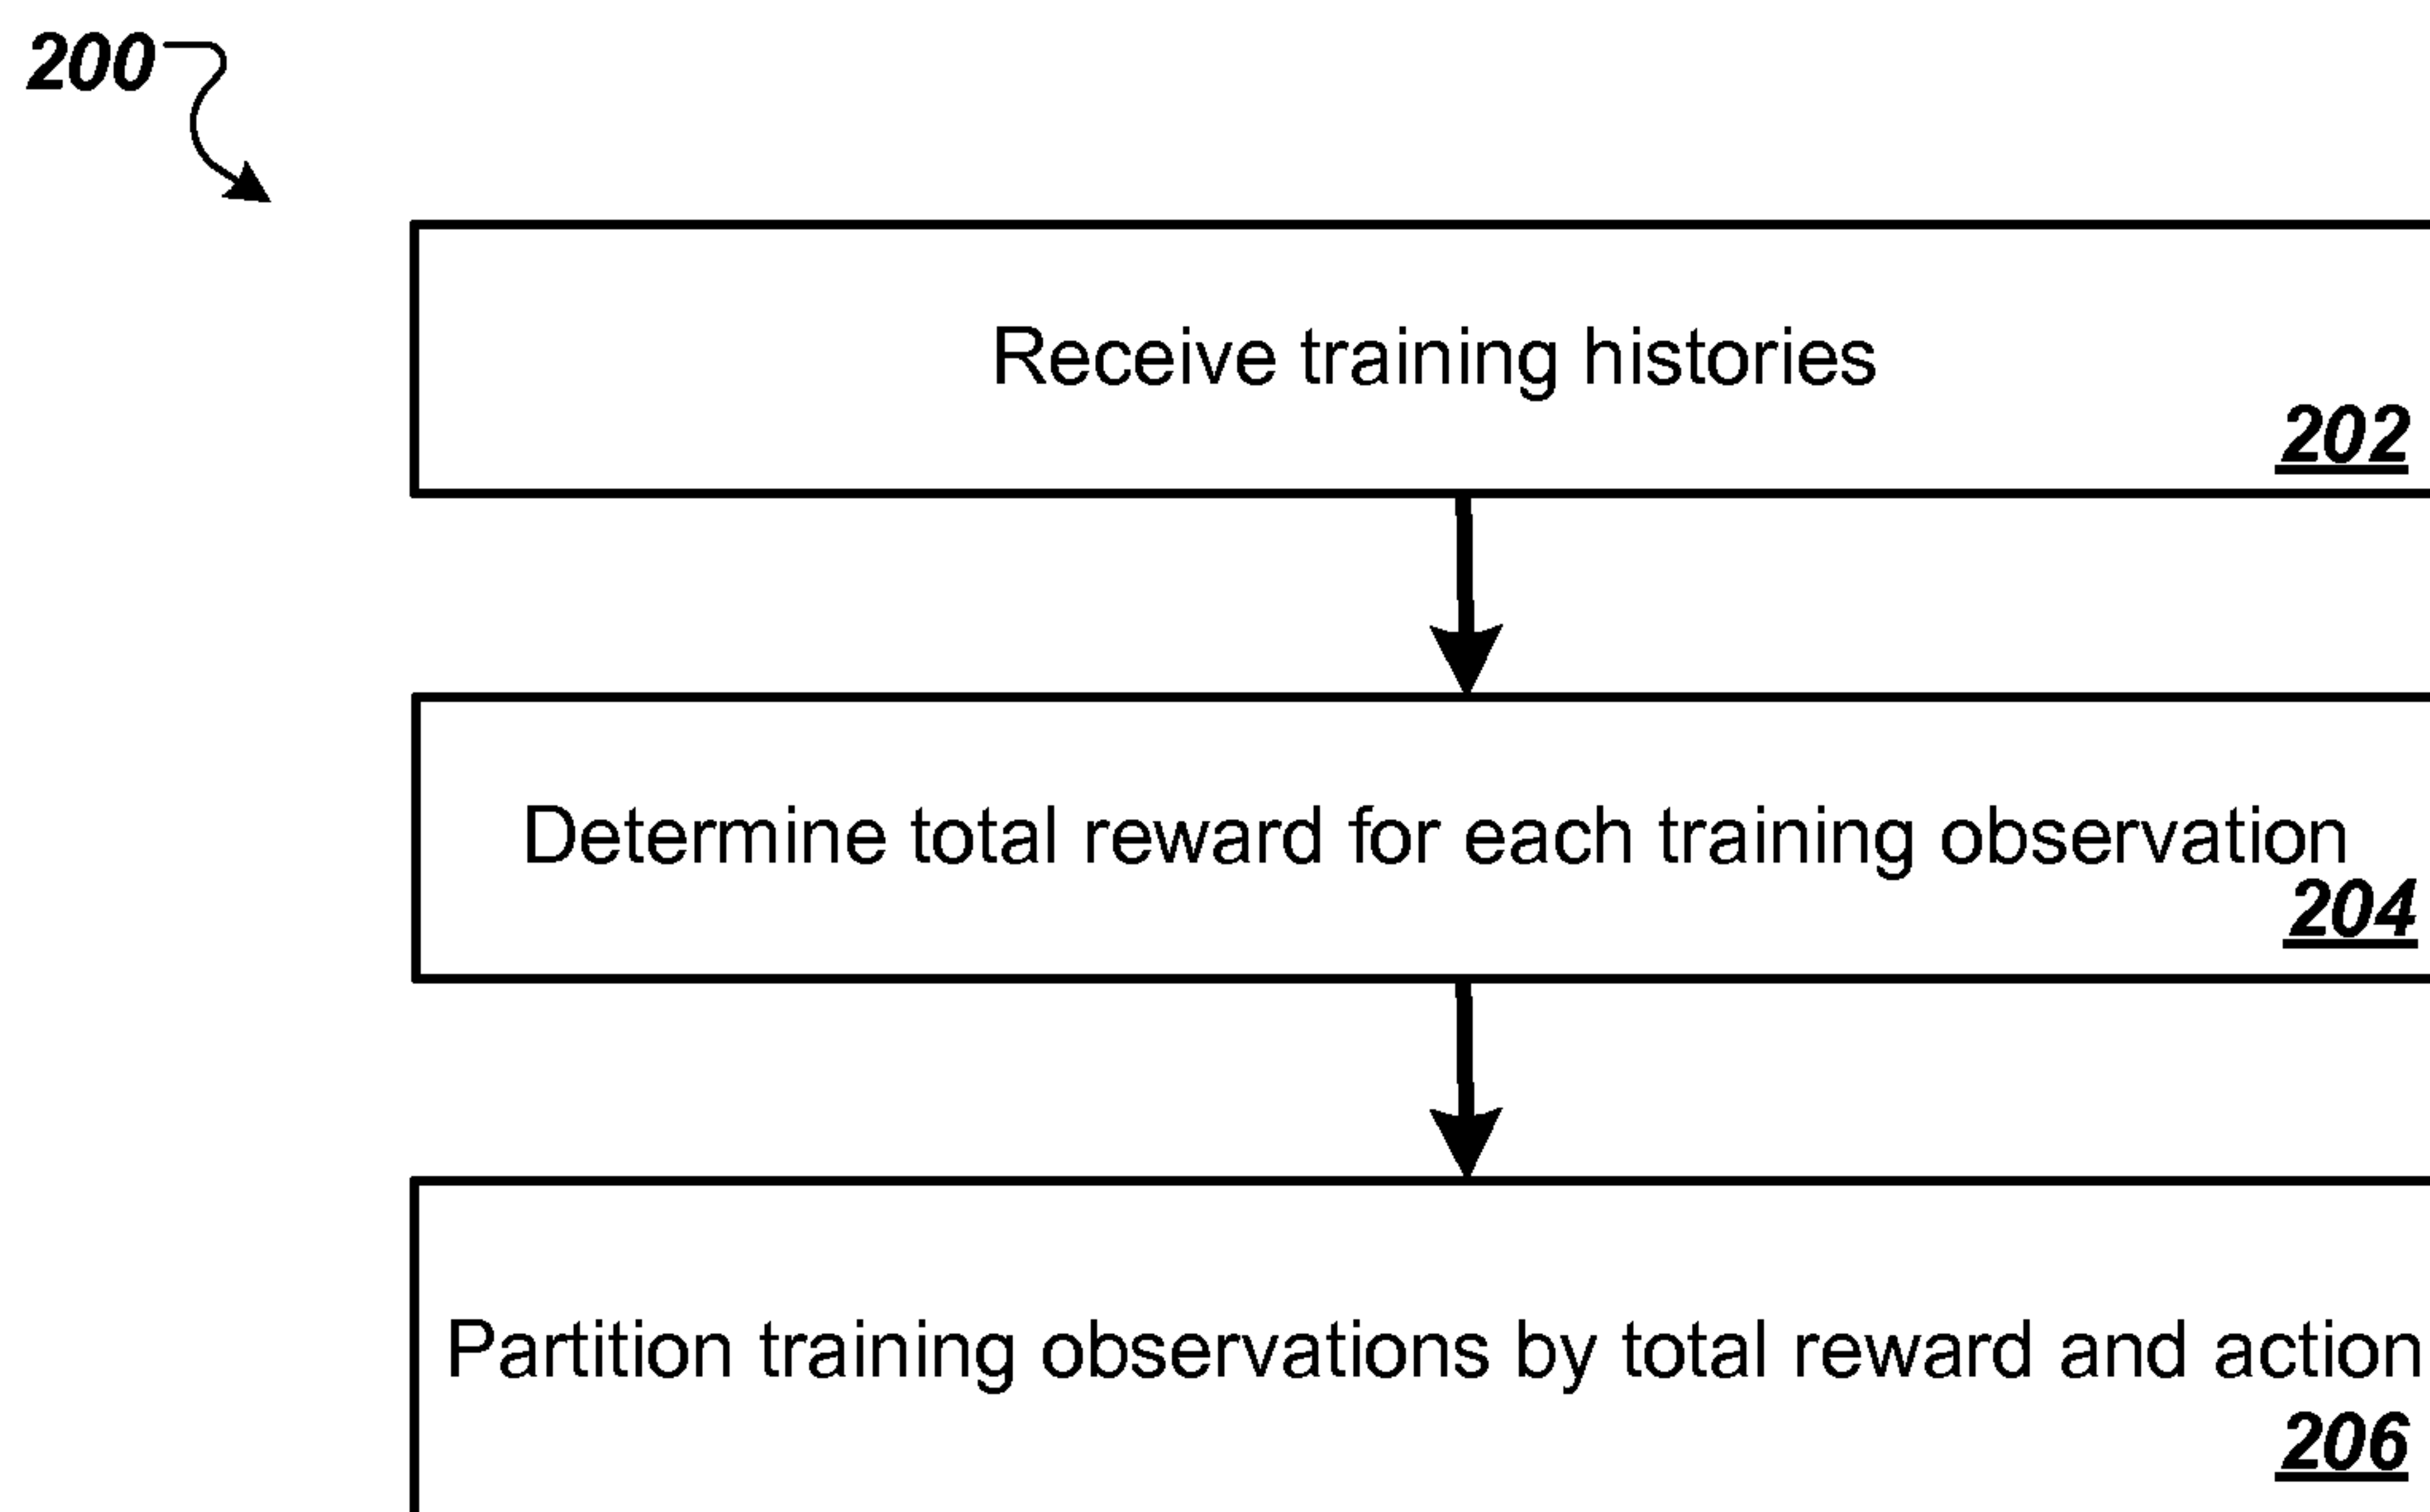 200
Receive training histories
202
Determine total reward for each training observation
204
Partition training observations by total reward and action
206